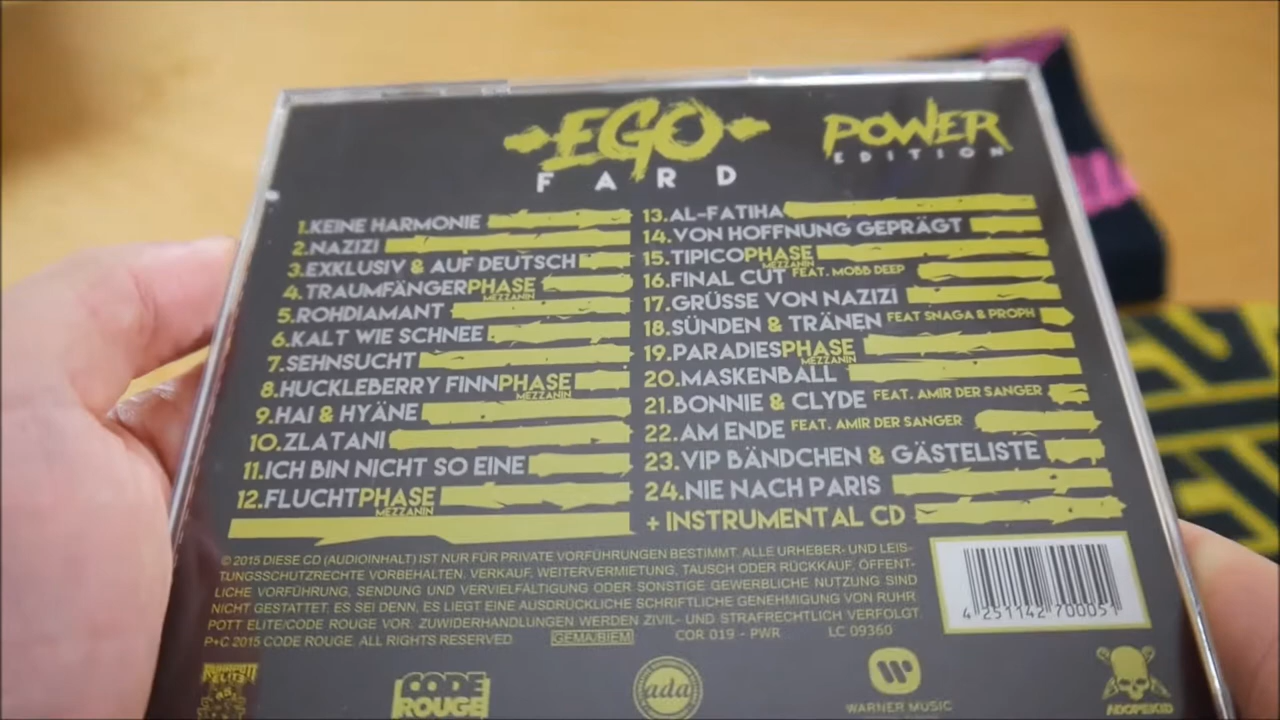 EGO
FARD
POWER
EDITION
1.KEINE HARMONIE
2.NAZIZI
3.EXKLUSIV & AUF DEUTSCH
4.TRAUMFÄNGERPHASE
MEZZANIN
5.ROHDIAMANT
6.KALT WIE SCHNEE
7.SEHNSUCHT
8.HUCKLEBERRY FINNPHASE
MEZZANIN
9.HAI & HYÄNE
10.ZLATANI
11.ICH BIN NICHT SO EINE
12.FLUCHTPHASE
MEZZANIN
13.AL-FATIHA
14.VON HOFFNUNG GEPRÄGT
15.TIPICOPHASE
MEZZANIN
16.FINAL CUT FEAT. MOBB DEEP
17.GRÜSSE VON NAZIZI
18.SÜNDEN & TRÄNEN FEAT SNAGA & PROPH
19.PARADIESPHASE
MEZZANIN
20.MASKENBALL
21.BONNIE & CLYDE FEAT. AMIR DER SANGER
22.AM ENDE FEAT. AMIR DER SANGER
23.VIP BÄNDCHEN & GÄSTELISTE
24.NIE NACH PARIS
+ INSTRUMENTAL CD
© 2015 DIESE CD (AUDIOINHALT) IST NUR FÜR PRIVATE VORFÜHRUNGEN BESTIMMT. ALLE URHEBER- UND LEIS-
TUNGSSCHUTZRECHTE VORBEHALTEN. VERKAUF, WEITERVERMIETUNG, TAUSCH ODER RÜCKKAUF, ÖFFENT-
LICHE VORFÜHRUNG, SENDUNG UND VERVIELFÄLTIGUNG ODER SONSTIGE GEWERBLICHE NUTZUNG SIND
NICHT GESTATTET, ES SEI DENN, ES LIEGT EINE AUSDRÜCKLICHE SCHRIFTLICHE GENEHMIGUNG VON RUHR
POTT ELITE/CODE ROUGE VOR. ZUWIDERHANDLUNGEN WERDEN ZIVIL- UND STRAFRECHTLICH VERFOLGT.
P+C 2015 CODE ROUGE. ALL RIGHTS RESERVED GEMA/BIEM COR 019 - PWR LC 09360
4 251142 700051
RUHRPOTT
ELITE
CODE
ROUGE
ada
WARNER MUSIC
ADOPEKID